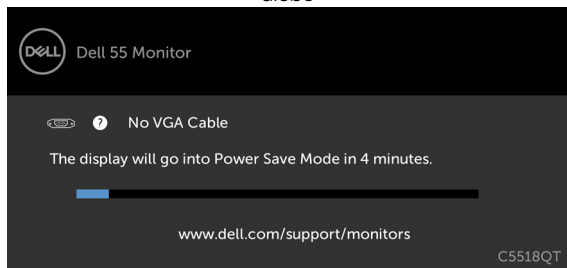 DELL
Dell 55 Monitor
? No VGA Cable
The display will go into Power Save Mode in 4 minutes.
www.dell.com/support/monitors
C5518QT